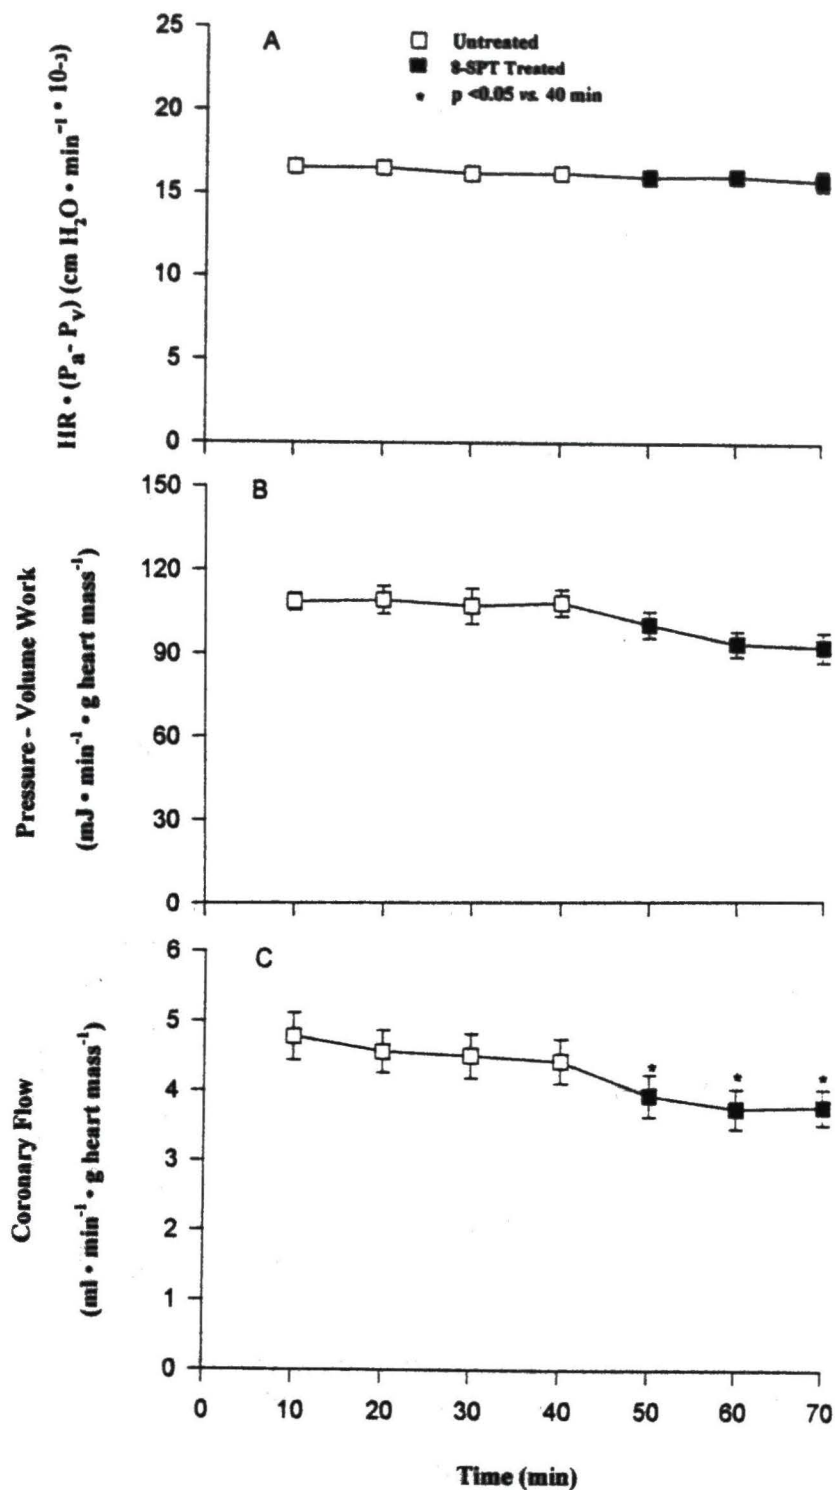 A
□ Untreated
■ 8-SPT Treated
* p <0.05 vs. 40 min
HR • (Pa - Pv) (cm H₂O • min⁻¹ • 10-3)
25
20
15
10
5
0
B
Pressure - Volume Work
(mJ • min⁻¹ • g heart mass⁻¹)
150
120
90
60
30
0
C
Coronary Flow
(ml • min⁻¹ • g heart mass⁻¹)
6
5
4
3
2
1
0
* * *
0 10 20 30 40 50 60 70
Time (min)